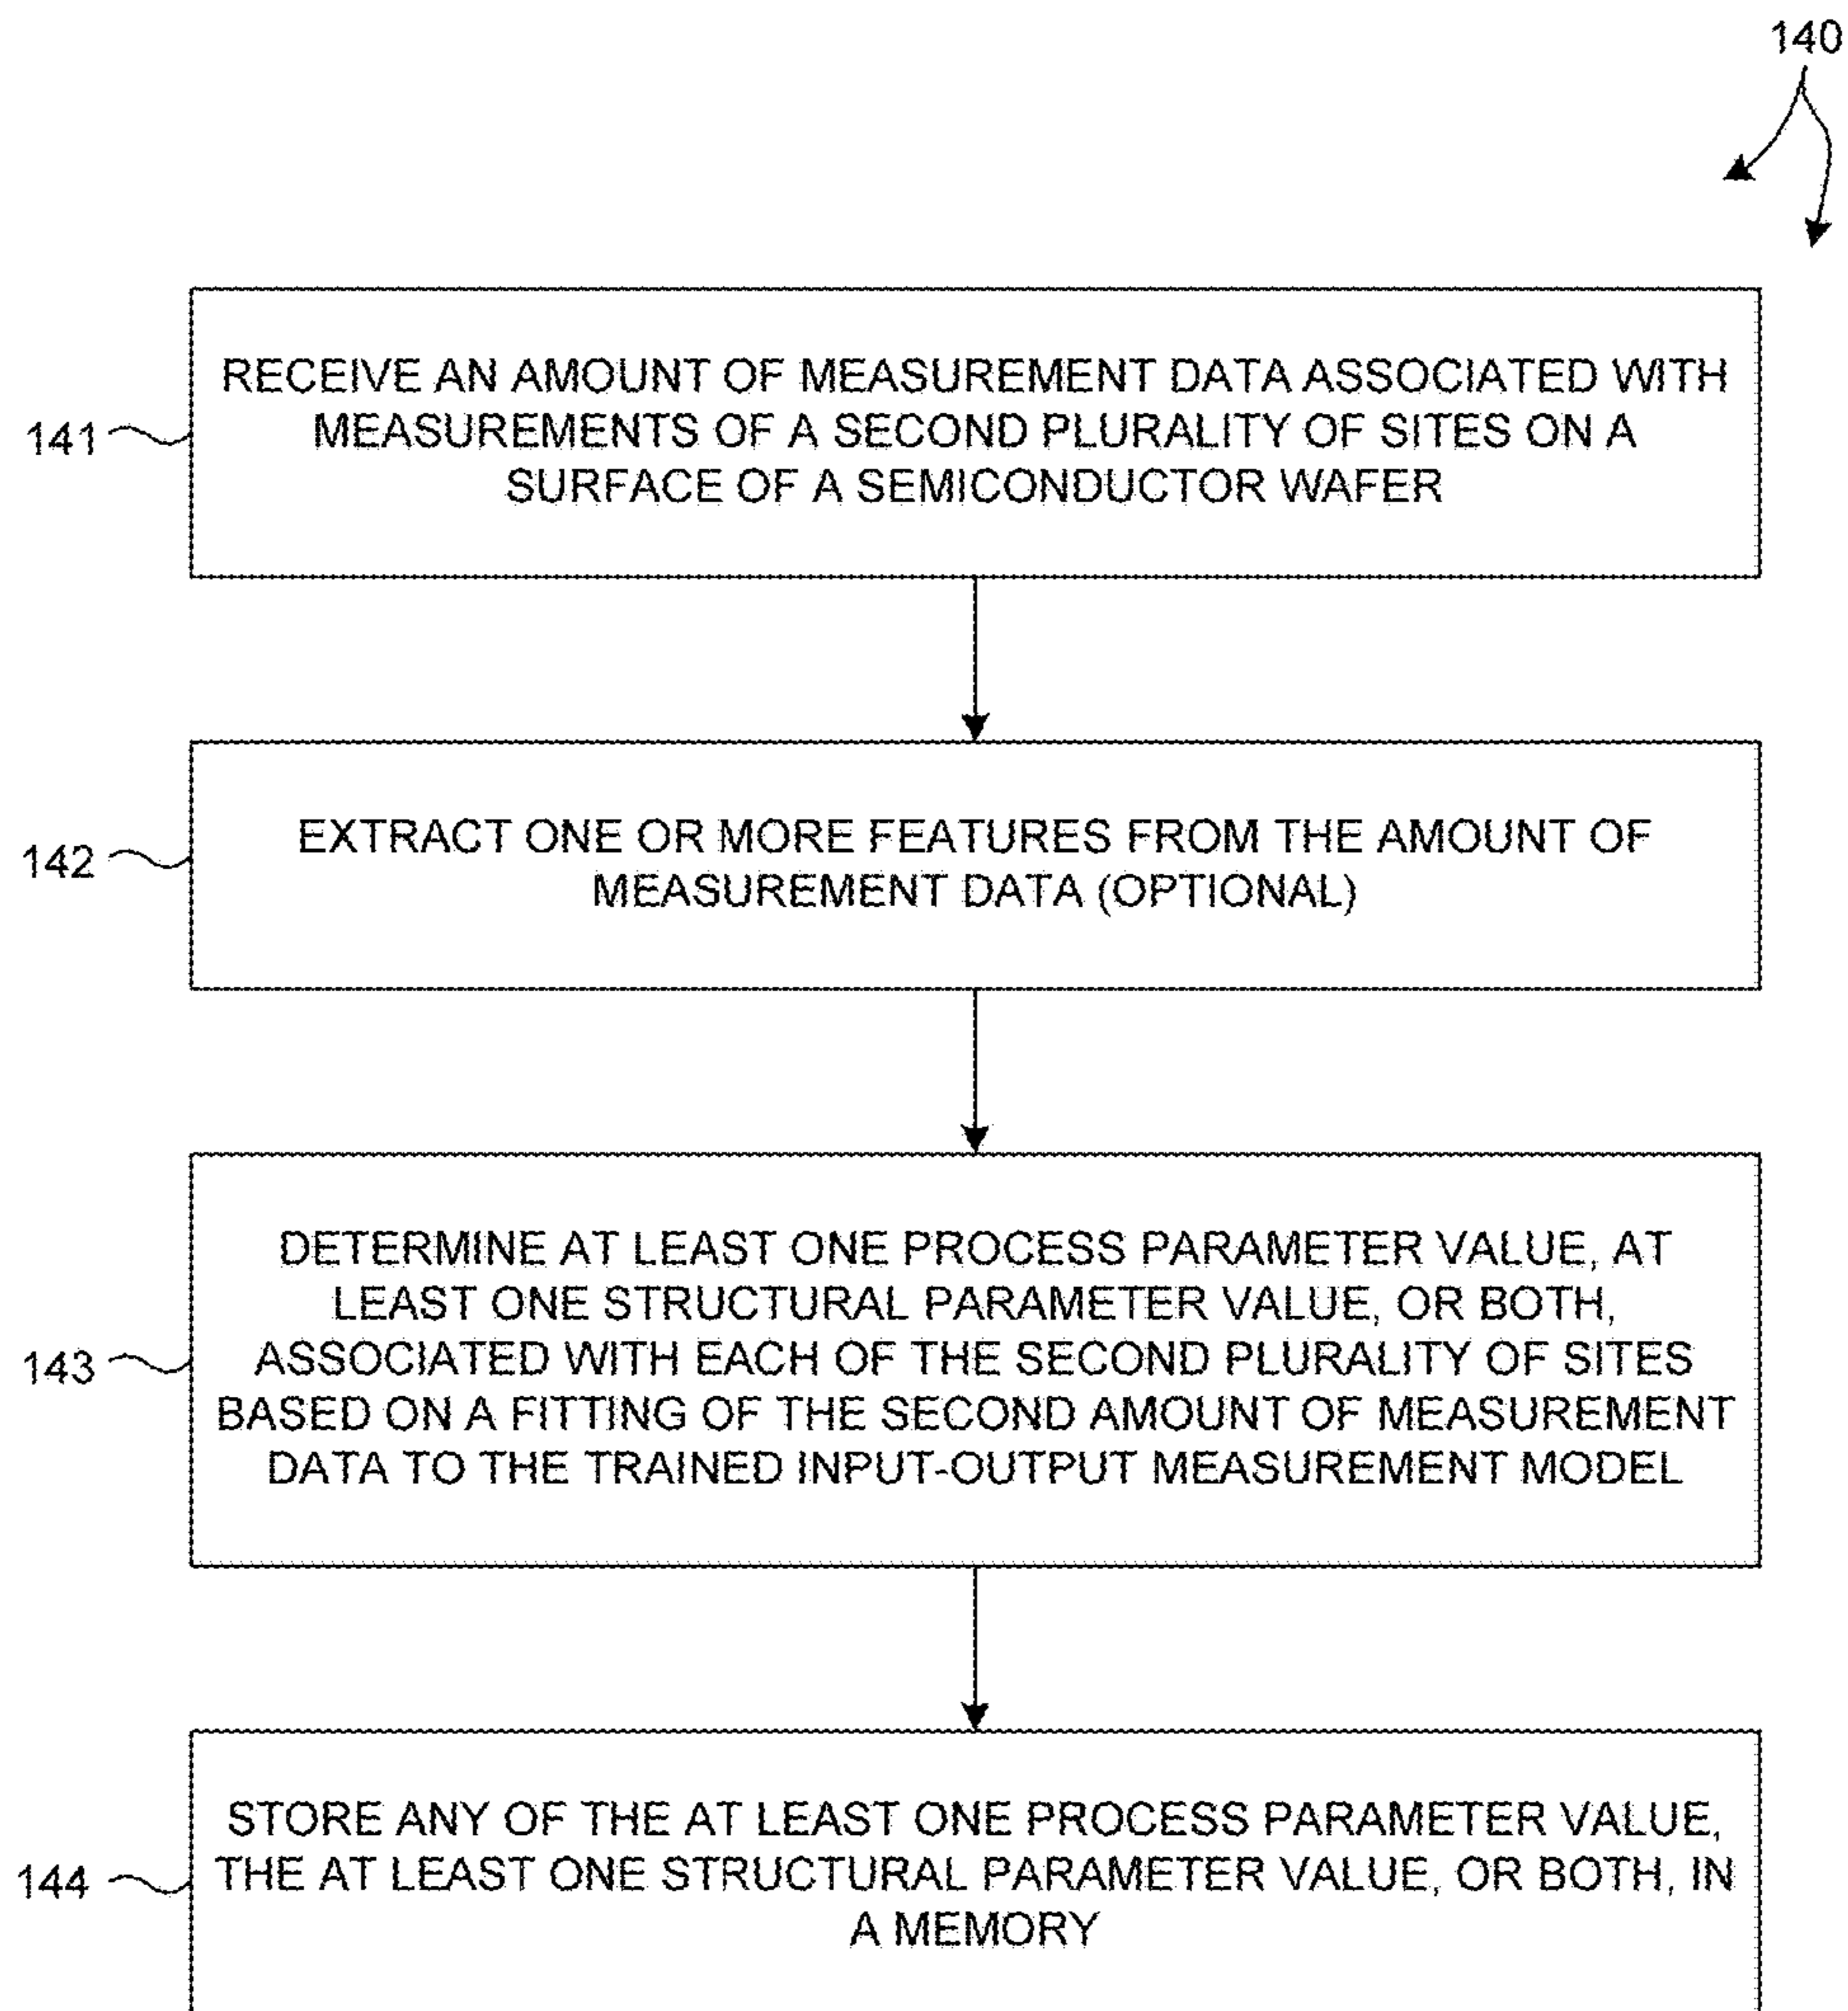 140
RECEIVE AN AMOUNT OF MEASUREMENT DATA ASSOCIATED WITH
MEASUREMENTS OF A SECOND PLURALITY OF SITES ON A
SURFACE OF A SEMICONDUCTOR WAFER
141
EXTRACT ONE OR MORE FEATURES FROM THE AMOUNT OF
MEASUREMENT DATA (OPTIONAL)
142
DETERMINE AT LEAST ONE PROCESS PARAMETER VALUE, AT
LEAST ONE STRUCTURAL PARAMETER VALUE, OR BOTH,
ASSOCIATED WITH EACH OF THE SECOND PLURALITY OF SITES
BASED ON A FITTING OF THE SECOND AMOUNT OF MEASUREMENT
DATA TO THE TRAINED INPUT-OUTPUT MEASUREMENT MODEL
143
STORE ANY OF THE AT LEAST ONE PROCESS PARAMETER VALUE,
THE AT LEAST ONE STRUCTURAL PARAMETER VALUE, OR BOTH, IN
A MEMORY
144